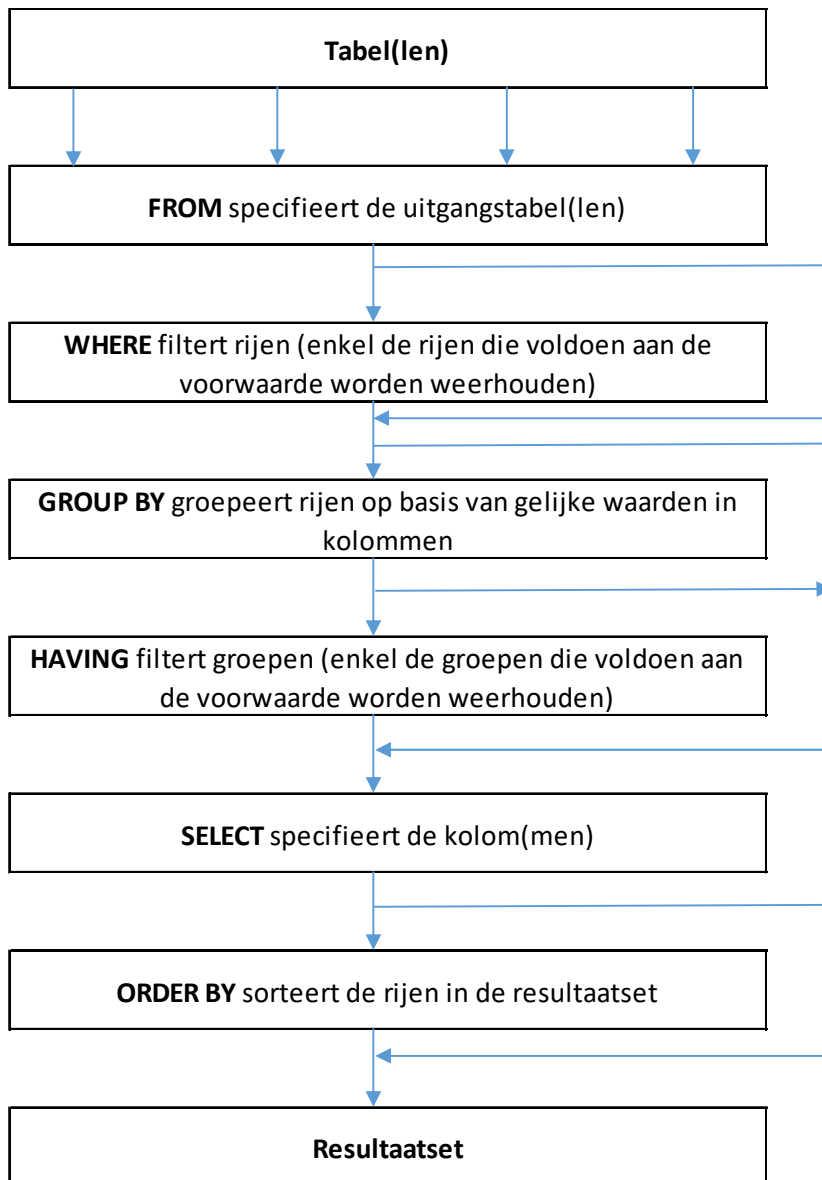 Tabel(len)
FROM specifieert de uitgangstabel(len)
WHERE filtert rijen (enkel de rijen die voldoen aan de
voorwaarde worden weerhouden)
GROUP BY groepeert rijen op basis van gelijke waarden in
kolommen
HAVING filtert groepen (enkel de groepen die voldoen aan
de voorwaarde worden weerhouden)
SELECT specifieert de kolom(men)
ORDER BY sorteert de rijen in de resultaatset
Resultaatset